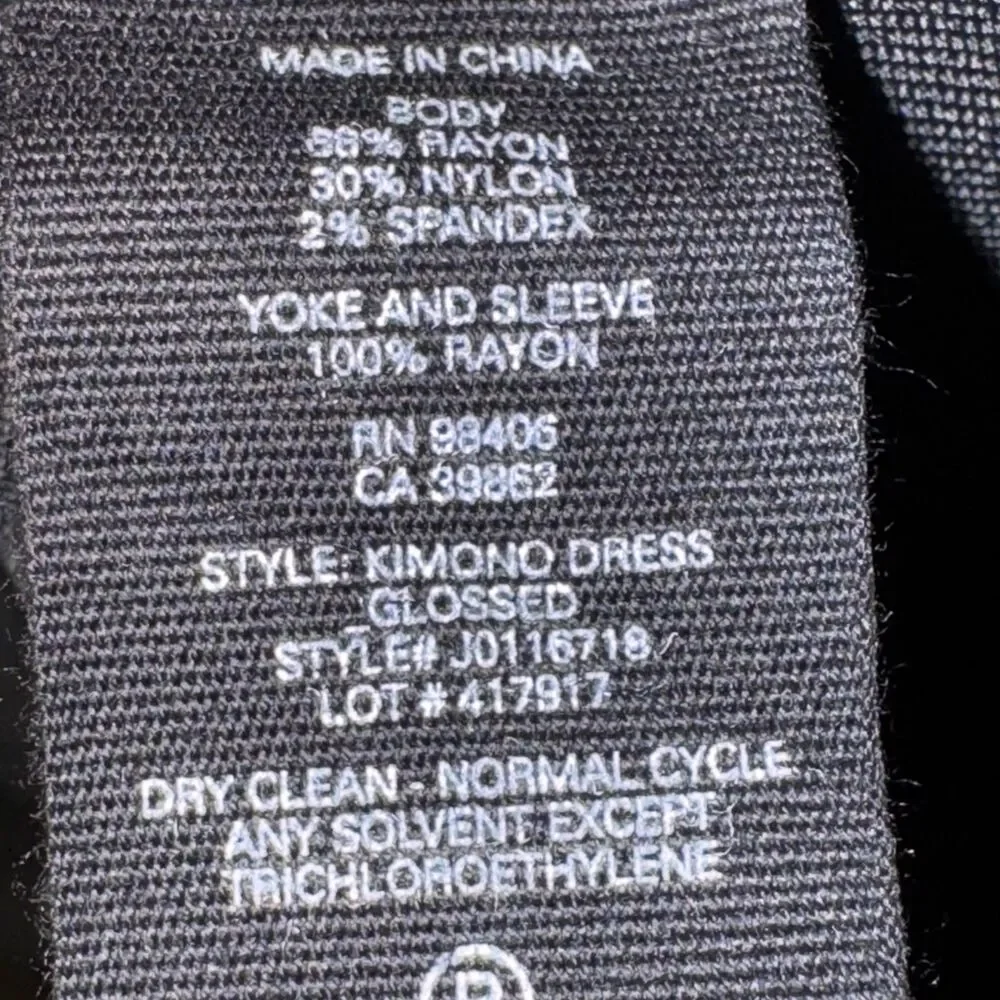 MADE IN CHINA
BODY
68% RAYON
30% NYLON
2% SPANDEX
YOKE AND SLEEVE
100% RAYON
RN 98406
CA 39862
STYLE: KIMONO DRESS
_GLOSSED
STYLE# J0116718
LOT # 417917
DRY CLEAN - NORMAL CYCLE
ANY SOLVENT EXCEPT
TRICHLOROETHYLENE
P